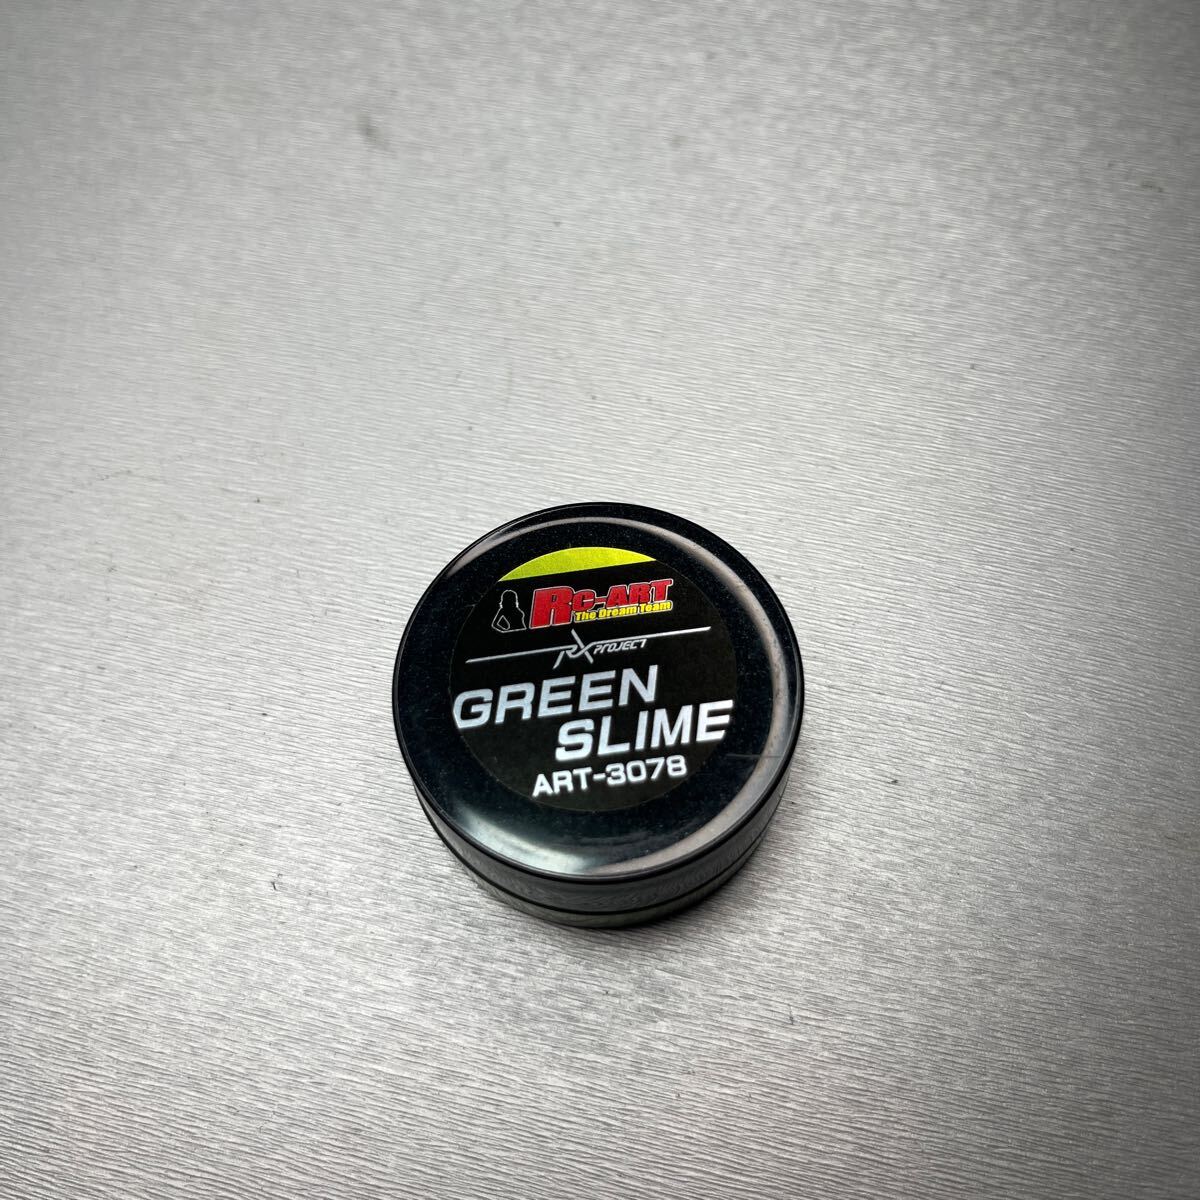 RC-ART
The Dream Team
RX PROJECT
GREEN
SLIME
ART-3078